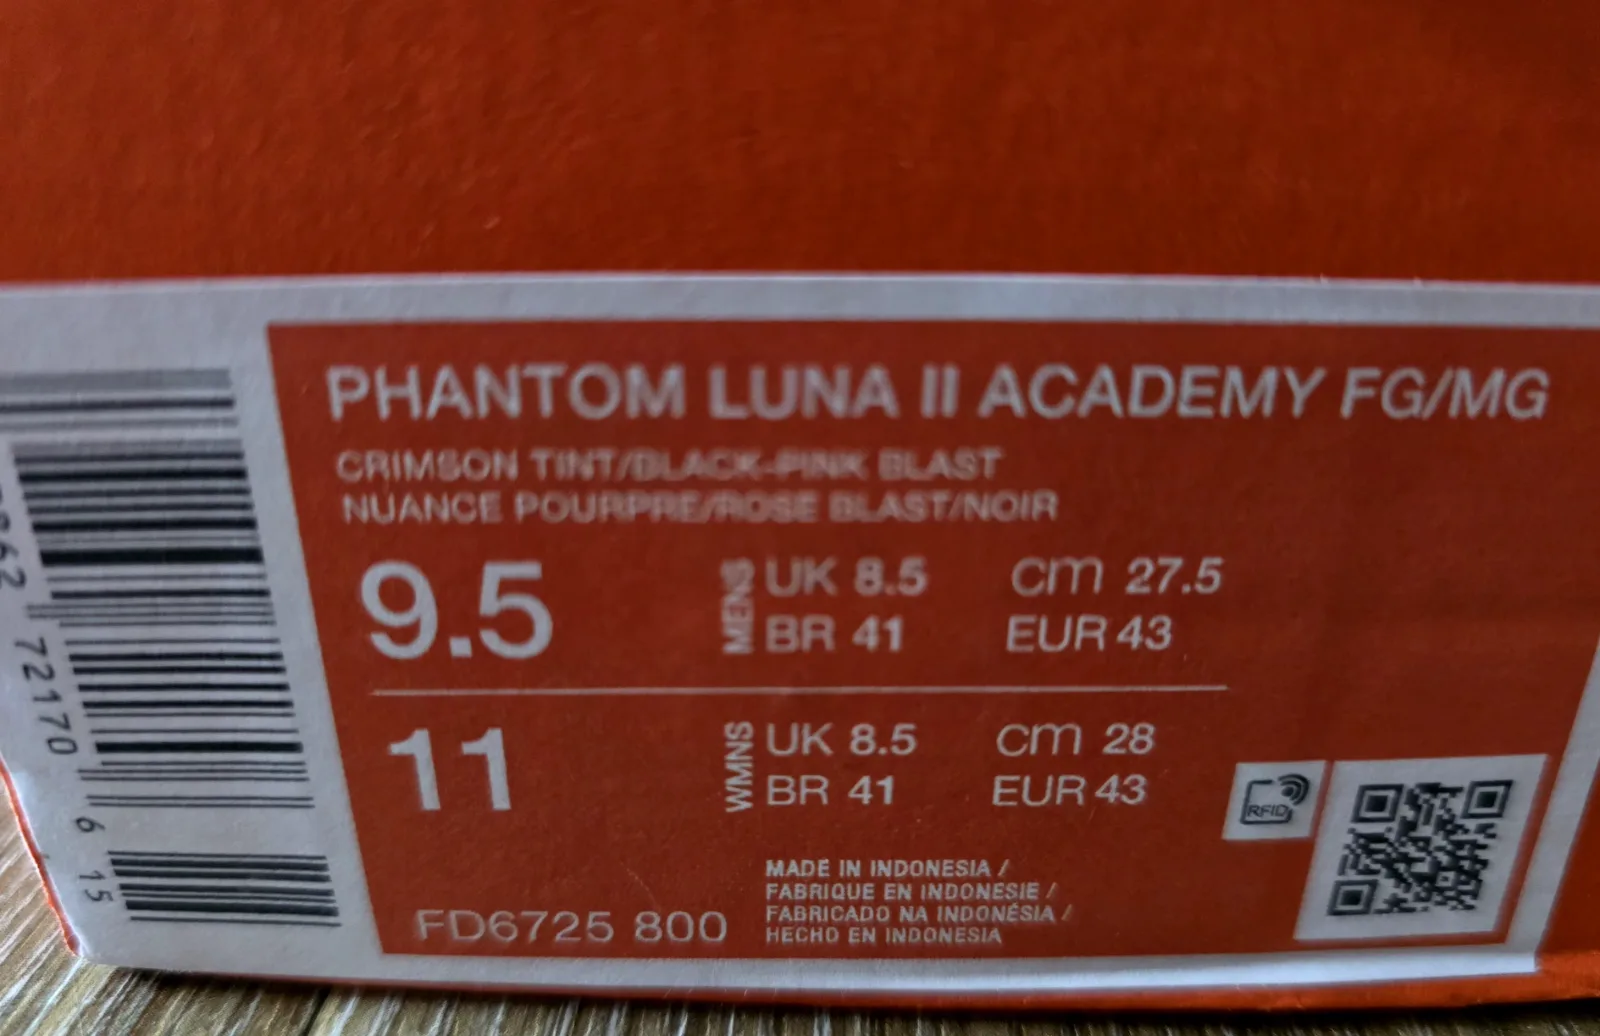 PHANTOM LUNA II ACADEMY FG/MG
CRIMSON TINT/BLACK-PINK BLAST
NUANCE POURPRE/ROSE BLAST/NOIR
9.5 MENS UK 8.5 CM 27.5
BR 41 EUR 43
11 WMNS UK 8.5 CM 28
BR 41 EUR 43
RFID
MADE IN INDONESIA /
FABRIQUE EN INDONESIE /
FABRICADO NA INDONÉSIA /
HECHO EN INDONESIA
FD6725 800
72170 6 15